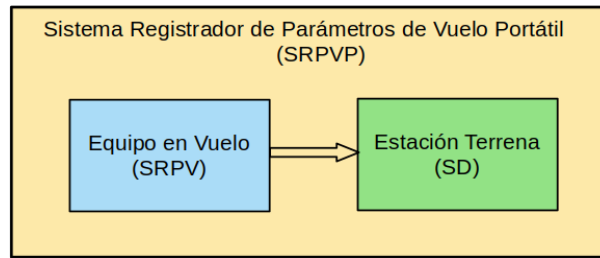 Sistema Registrador de Parámetros de Vuelo Portátil
(SRPVP)
Equipo en Vuelo
(SRPV)
Estación Terrena
(SD)